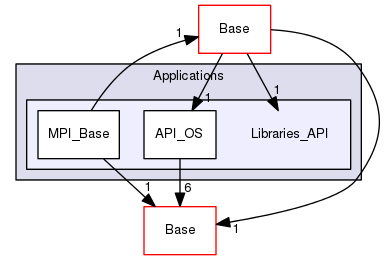 Base
1
Applications
1
1
MPI_Base
API_OS
Libraries_API
1
6
Base
1